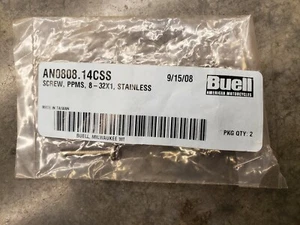 AN0808.14CSS 9/15/08
SCREW, PPMS, 8-32X1, STAINLESS
Buell
AMERICAN MOTORCYCLES
MADE IN TAIWAN
BUELL, MILWAUKEE WI
PKG QTY: 2